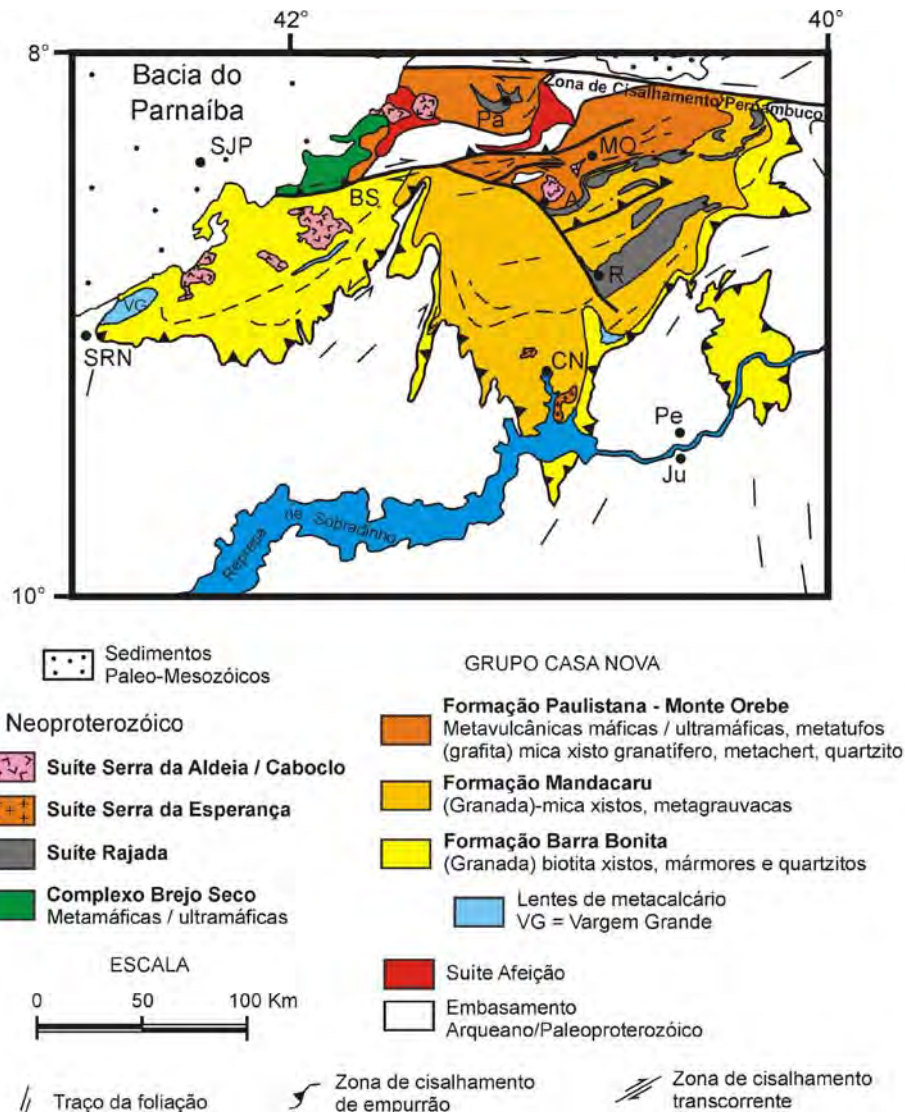 42°
40°
8°
Bacia do
Parnaíba
Zona de Cisalhamento Pernambuco
Pa
SJP
MO
BS
A
R
VG
SRN
CN
Pe
Ju
Represa de Sobradinho
10°
Sedimentos
Paleo-Mesozóicos
Neoproterozóico
Suíte Serra da Aldeia / Caboclo
Suíte Serra da Esperança
Suíte Rajada
Complexo Brejo Seco
Metamáficas / ultramáficas
ESCALA
0 50 100 Km
GRUPO CASA NOVA
Formação Paulistana - Monte Orebe
Metavulcânicas máficas / ultramáficas, metatufos
(grafita) mica xisto granatífero, metachert, quartzito
Formação Mandacaru
(Granada)-mica xistos, metagrauvacas
Formação Barra Bonita
(Granada) biotita xistos, mármores e quartzitos
Lentes de metacalcário
VG = Vargem Grande
Suíte Afeição
Embasamento
Arqueano/Paleoproterozóico
Traço da foliação
Zona de cisalhamento
de empurrão
Zona de cisalhamento
transcorrente